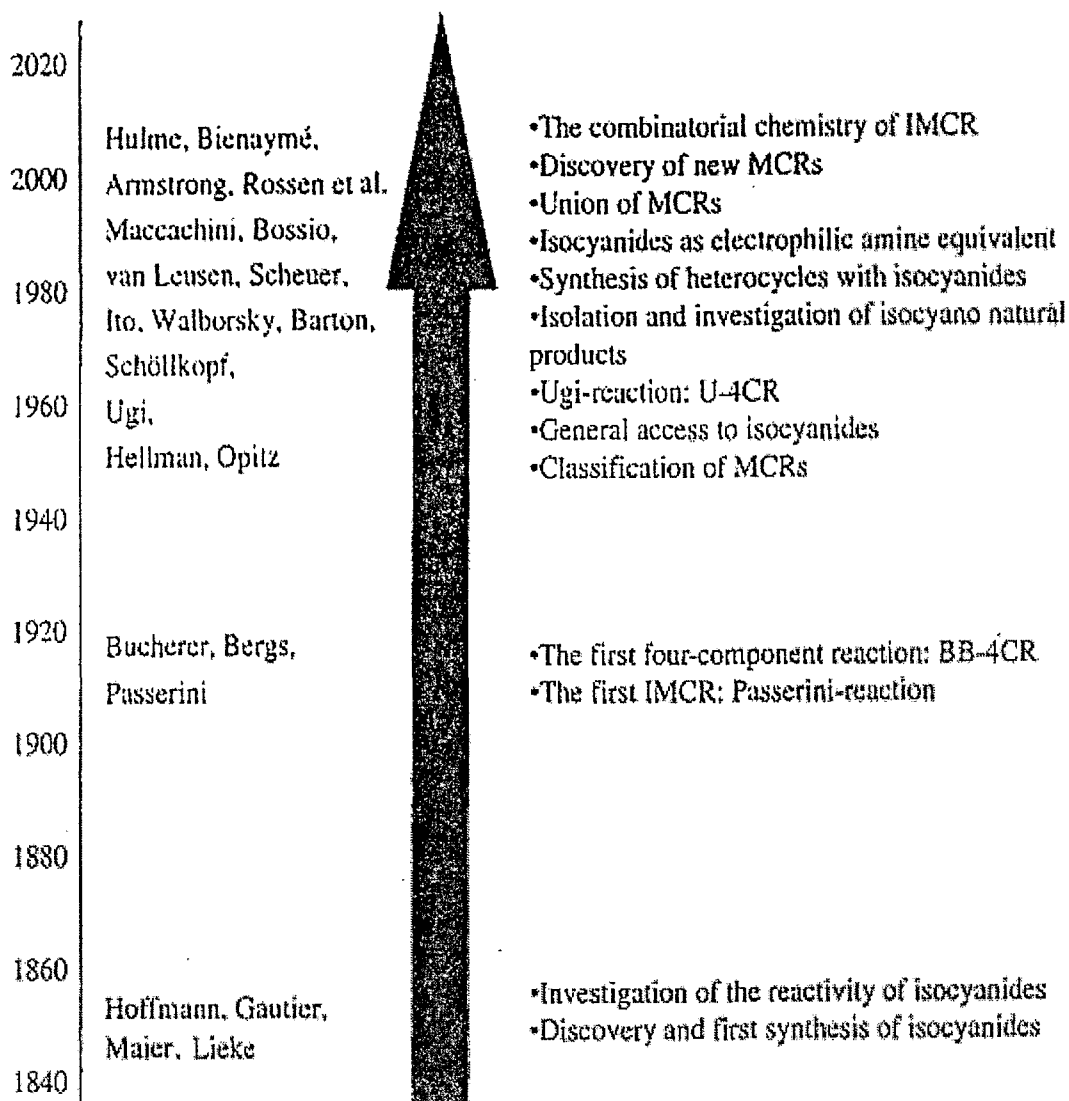 2020
Hulme, Bienaymé,
•The combinatorial chemistry of IMCR
2000
Armstrong, Rossen et al.
•Discovery of new MCRs
•Union of MCRs
Maccachini, Bossio,
•Isocyanides as electrophilic amine equivalent
1980
van Leusen, Scheuer,
•Synthesis of heterocycles with isocyanides
Ito, Walborsky, Barton,
•Isolation and investigation of isocyano natural
products
Schöllkopf,
1960
Ugi,
•Ugi-reaction: U-4CR
•General access to isocyanides
Hellman, Opitz
•Classification of MCRs
1940
1920
Bucherer, Bergs,
•The first four-component reaction: BB-4CR
Passerini
•The first IMCR: Passerini-reaction
1900
1880
1860
Hoffmann, Gautier,
•Investigation of the reactivity of isocyanides
Maier, Lieke
•Discovery and first synthesis of isocyanides
1840